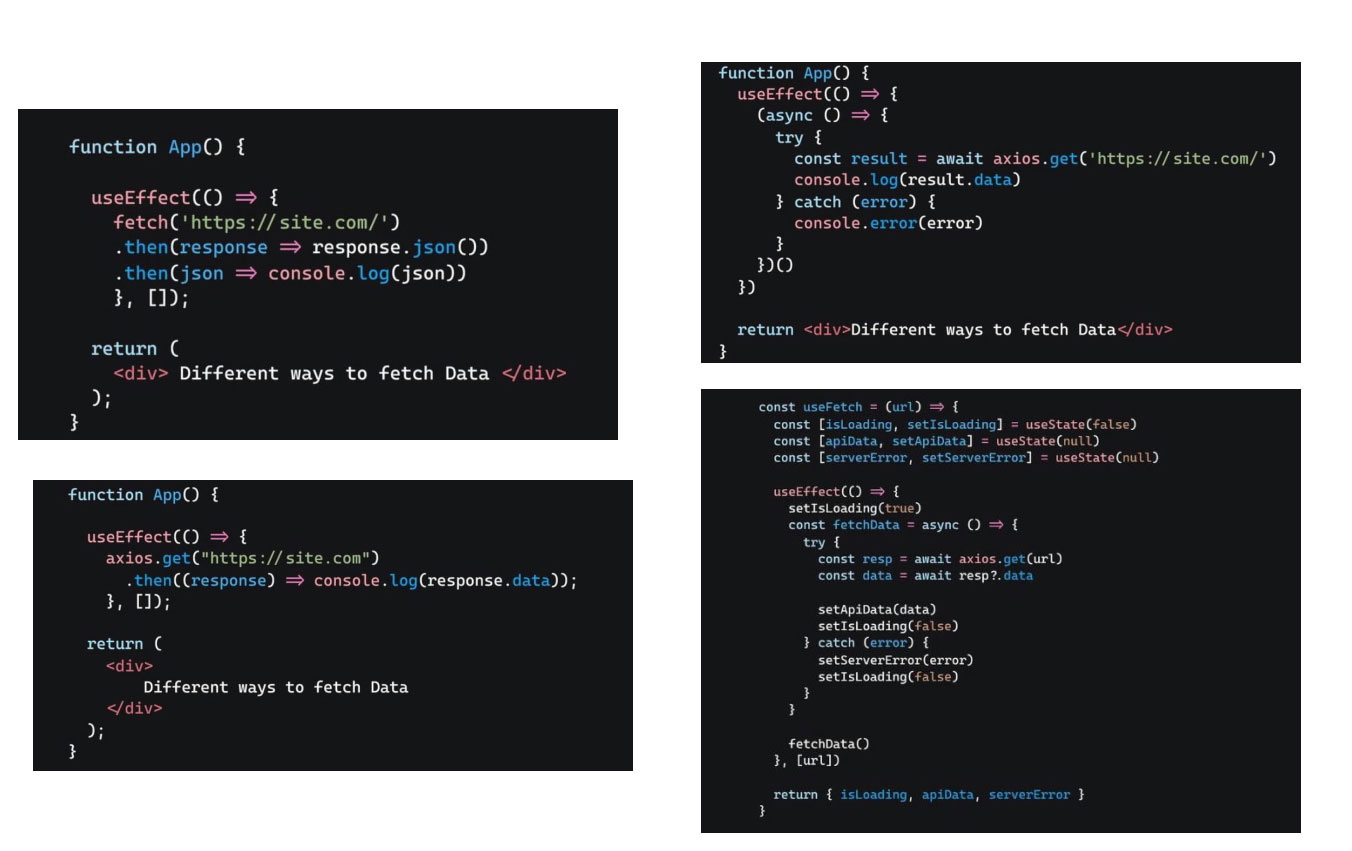 function App() {
useEffect(() => {
fetch('https://site.com/')
.then(response => response.json())
.then(json => console.log(json))
}, []);
return (
<div> Different ways to fetch Data </div>
);
}
function App() {
useEffect(() => {
axios.get("https://site.com")
.then((response) => console.log(response.data));
}, []);
return (
<div>
Different ways to fetch Data
</div>
);
}
function App() {
useEffect(() => {
(async () => {
try {
const result = await axios.get('https://site.com/')
console.log(result.data)
} catch (error) {
console.error(error)
}
})()
})
return <div>Different ways to fetch Data</div>
}
const useFetch = (url) => {
const [isLoading, setIsLoading] = useState(false)
const [apiData, setApiData] = useState(null)
const [serverError, setServerError] = useState(null)
useEffect(() => {
setIsLoading(true)
const fetchData = async () => {
try {
const resp = await axios.get(url)
const data = await resp?.data
setApiData(data)
setIsLoading(false)
} catch (error) {
setServerError(error)
setIsLoading(false)
}
}
fetchData()
}, [url])
return { isLoading, apiData, serverError }
}